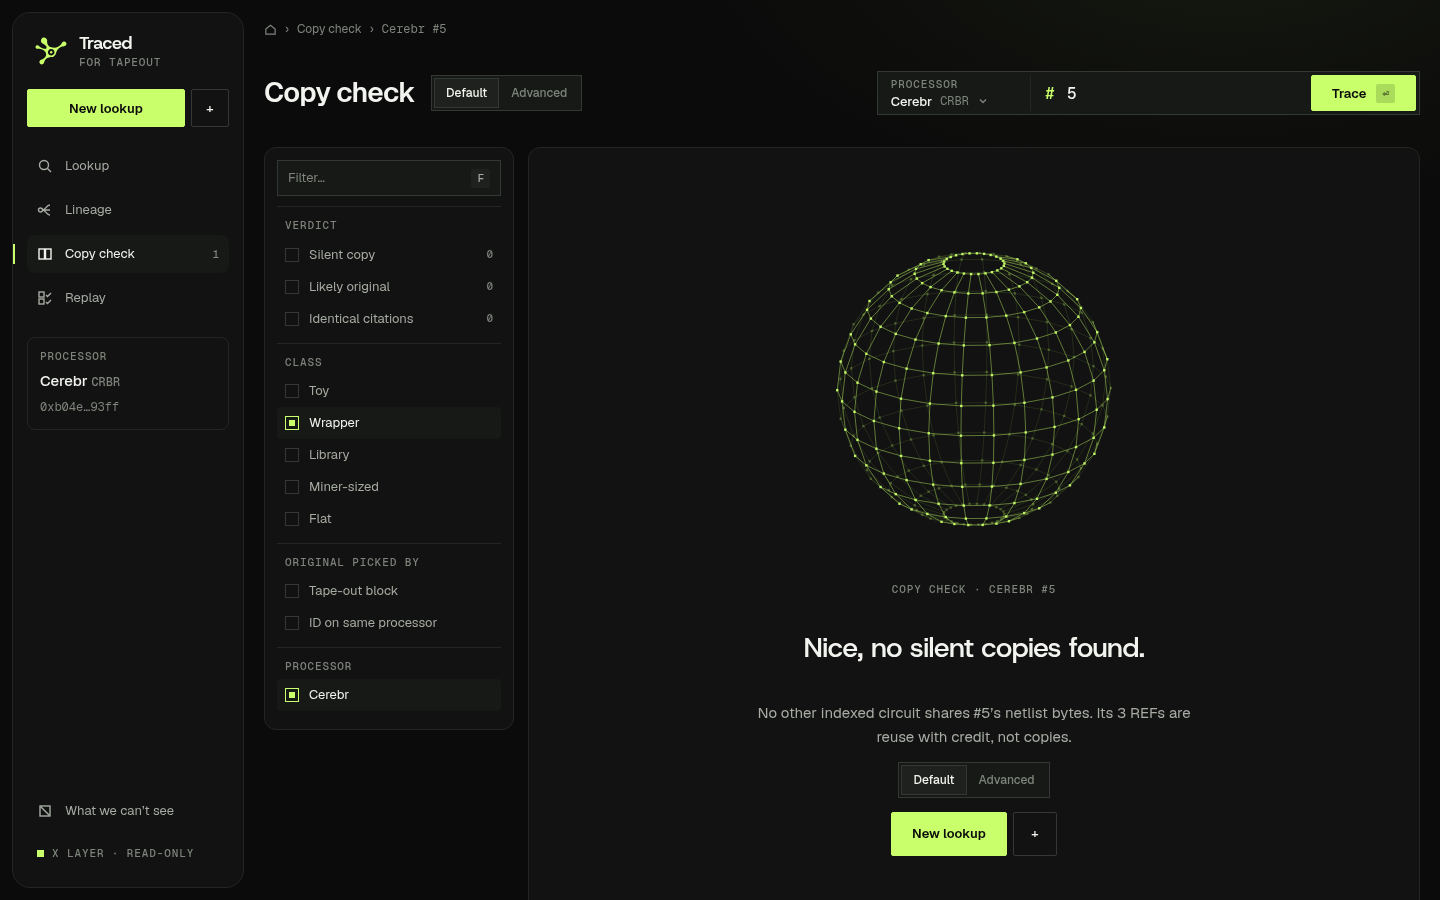 Traced
FOR TAPEOUT
New lookup
+
Lookup
Lineage
Copy check 1
Replay
PROCESSOR
Cerebr CRBR
0xb04e…93ff
What we can't see
X LAYER · READ-ONLY
› Copy check › Cerebr #5
Copy check
Default Advanced
PROCESSOR
Cerebr CRBR
# 5
Trace ⏎
Filter… F
VERDICT
Silent copy 0
Likely original 0
Identical citations 0
CLASS
Toy
Wrapper
Library
Miner-sized
Flat
ORIGINAL PICKED BY
Tape-out block
ID on same processor
PROCESSOR
Cerebr
COPY CHECK · CEREBR #5
Nice, no silent copies found.
No other indexed circuit shares #5's netlist bytes. Its 3 REFs are
reuse with credit, not copies.
Default Advanced
New lookup +